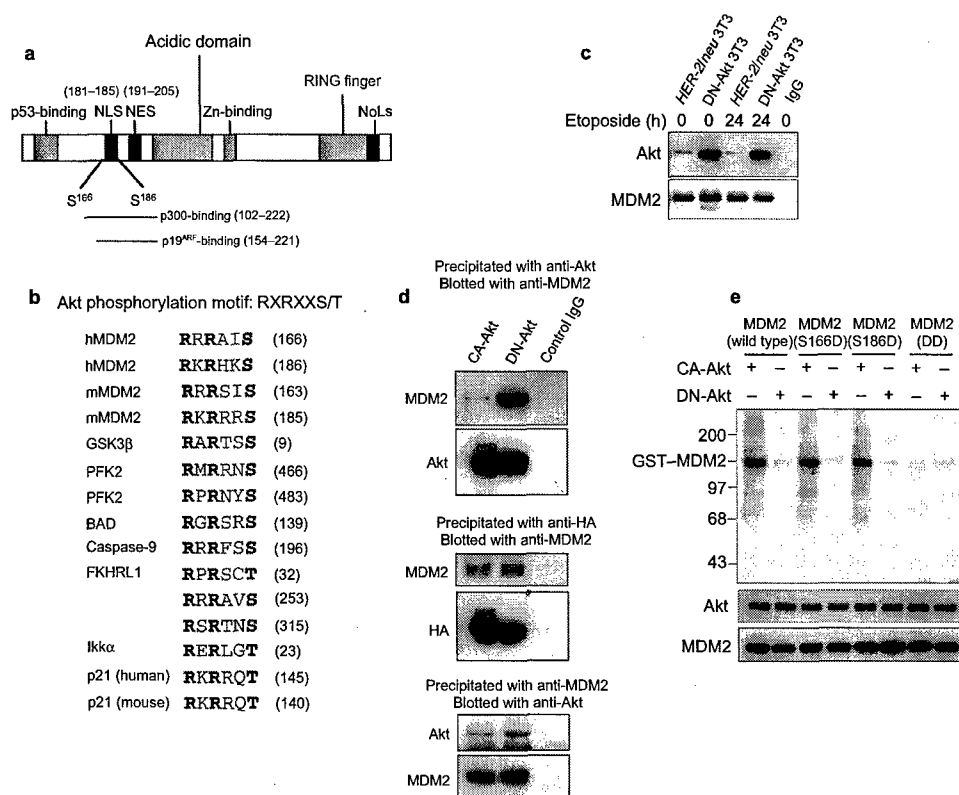 a
Acidic domain
(181–185) (191–205)
RING finger
p53-binding NLS NES Zn-binding NoLs
S166 S186
p300-binding (102–222)
p19ARF-binding (154–221)
b Akt phosphorylation motif: RXRXXS/T
hMDM2 RRRAIS (166)
hMDM2 RKRHKS (186)
mMDM2 RRRSIS (163)
mMDM2 RKRRRS (185)
GSK3β RARTSS (9)
PFK2 RMRRNS (466)
PFK2 RPRNYS (483)
BAD RGRSRS (139)
Caspase-9 RRRFSS (196)
FKHRL1 RPRSCT (32)
RRRAVS (253)
RSRTNS (315)
Ikkα RERLGT (23)
p21 (human) RKRRQT (145)
p21 (mouse) RKRRQT (140)
c
HER-2/neu 3T3
DN-Akt 3T3
HER-2/neu 3T3
DN-Akt 3T3
IgG
Etoposide (h) 0 0 24 24 0
Akt
MDM2
d
Precipitated with anti-Akt
Blotted with anti-MDM2
CA-Akt
DN-Akt
Control IgG
MDM2
Akt
Precipitated with anti-HA
Blotted with anti-MDM2
MDM2
HA
Precipitated with anti-MDM2
Blotted with anti-Akt
Akt
MDM2
e
MDM2 MDM2 MDM2 MDM2
(wild type) (S166D) (S186D) (DD)
CA-Akt + – + – + – + –
DN-Akt – + – + – + – +
200
GST–MDM2
97
68
43
Akt
MDM2